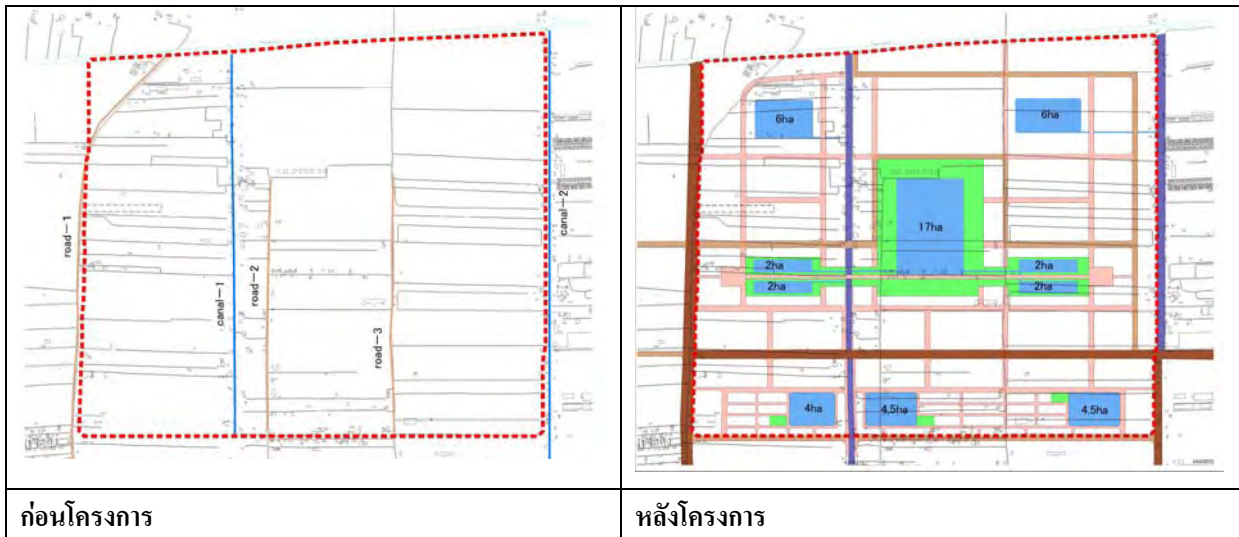 road-1
canal-1
road-2
road-3
canal-2
6ha
6ha
17ha
2ha
2ha
2ha
2ha
4ha
4.5ha
4.5ha
ก่อนโครงการ
หลังโครงการ